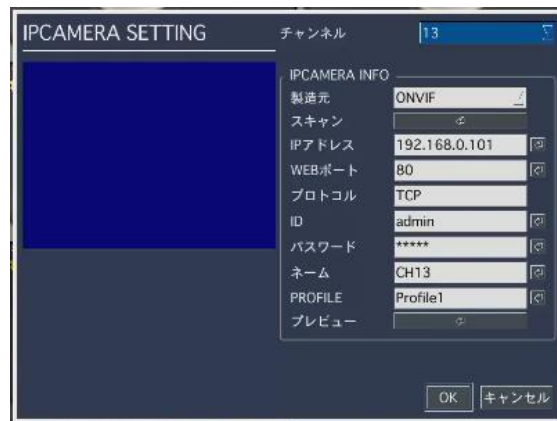 IPCAMERA SETTING
チャンネル 13
IPCAMERA INFO
製造元 ONVIF
スキャン
IPアドレス 192.168.0.101
WEBポート 80
プロトコル TCP
ID admin
パスワード *****
ネーム CH13
PROFILE Profile1
プレビュー
OK キャンセル